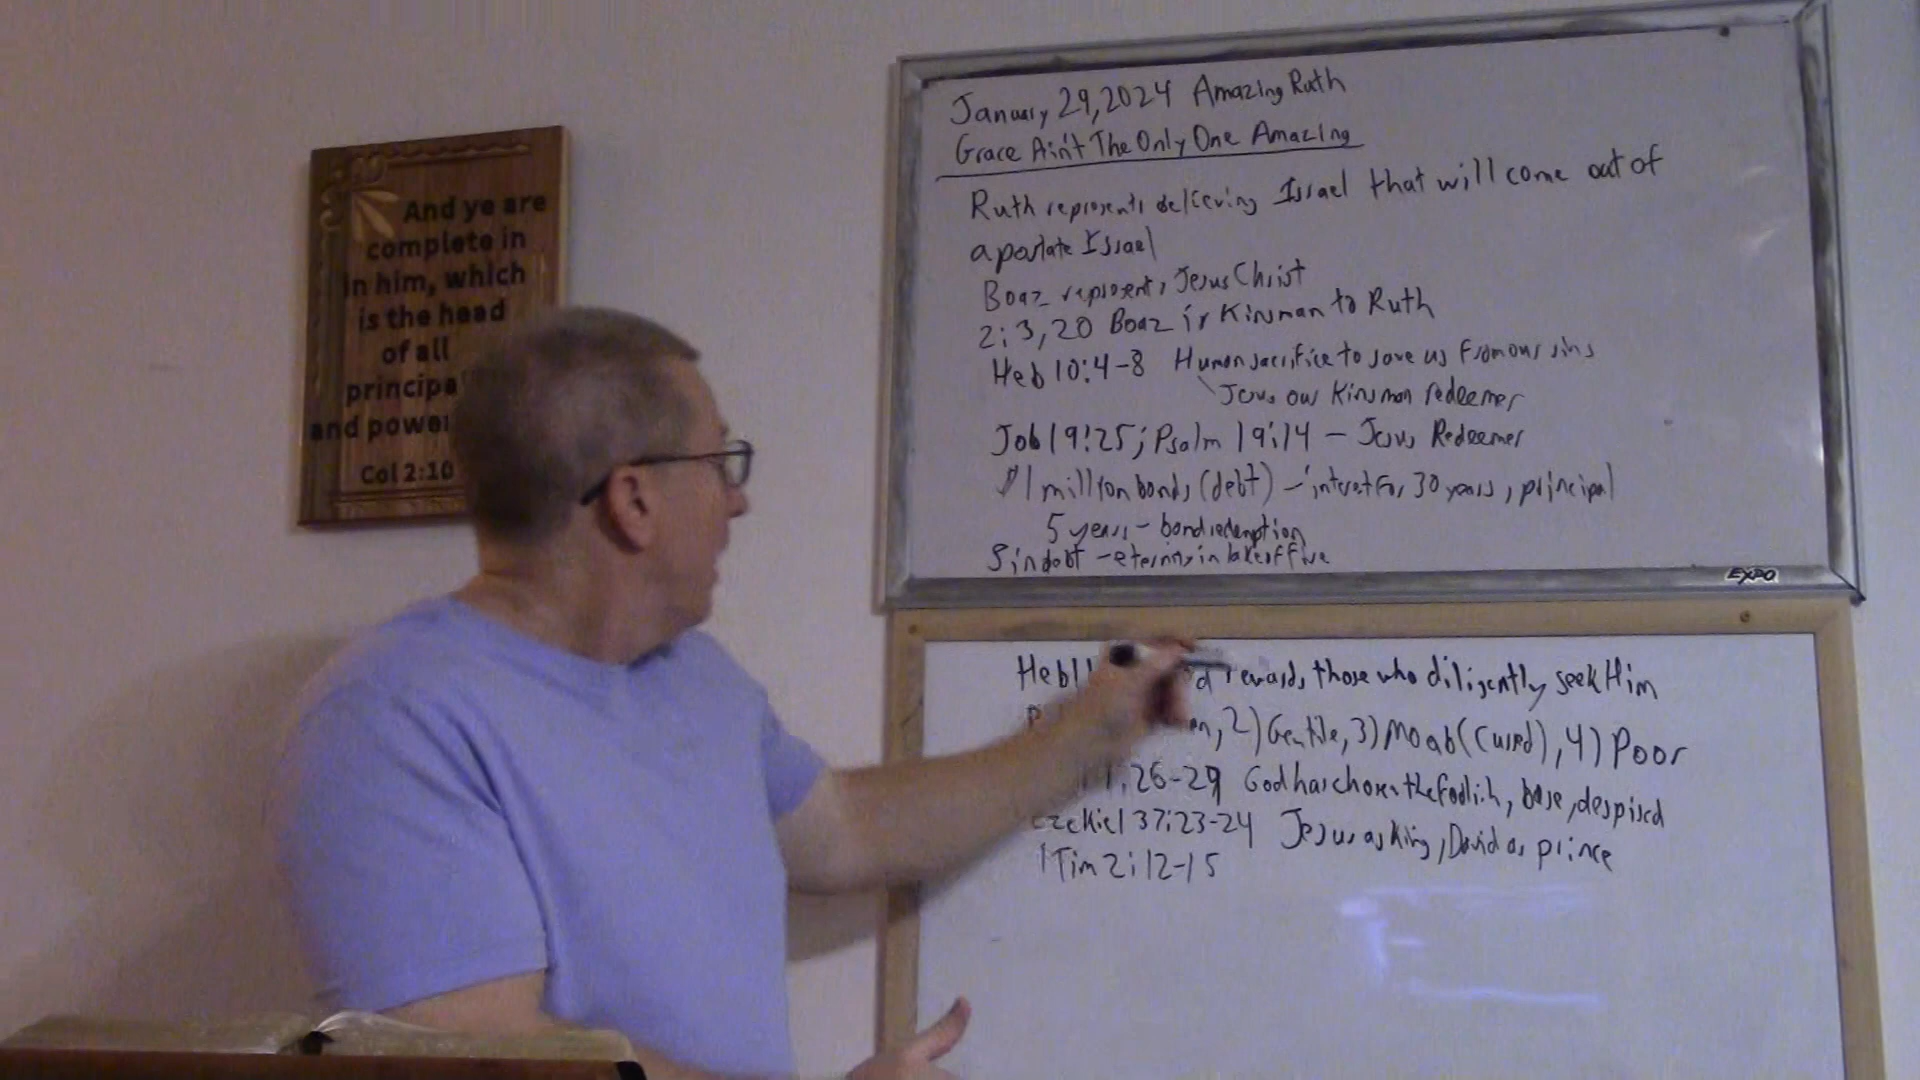 And ye are
complete in
in him, which
is the head
of all
principa
and power
Col 2:10
January 29, 2024 Amazing Ruth
Grace Ain't The Only One Amazing
Ruth represents believing Israel that will come out of
apostate Israel
Boaz represents Jesus Christ
2:3,20 Boaz is Kinsman to Ruth
Heb 10:4-8 Human sacrifice to save us from our sins
Jesus our Kinsman redeemer
Job 19:25; Psalm 19:14 - Jesus Redeemer
$1 million bonds (debt) - interest for 30 years, principal
5 years - bond redemption
Sin debt - eternity in lake of fire
EXPO
Heb 11 rewards those who diligently seek Him
2) Gentile, 3) Moab (cursed), 4) Poor
1:26-29 God has chosen the foolish, base, despised
Ezekiel 37:23-24 Jesus as King, David as prince
1 Tim 2:12-15